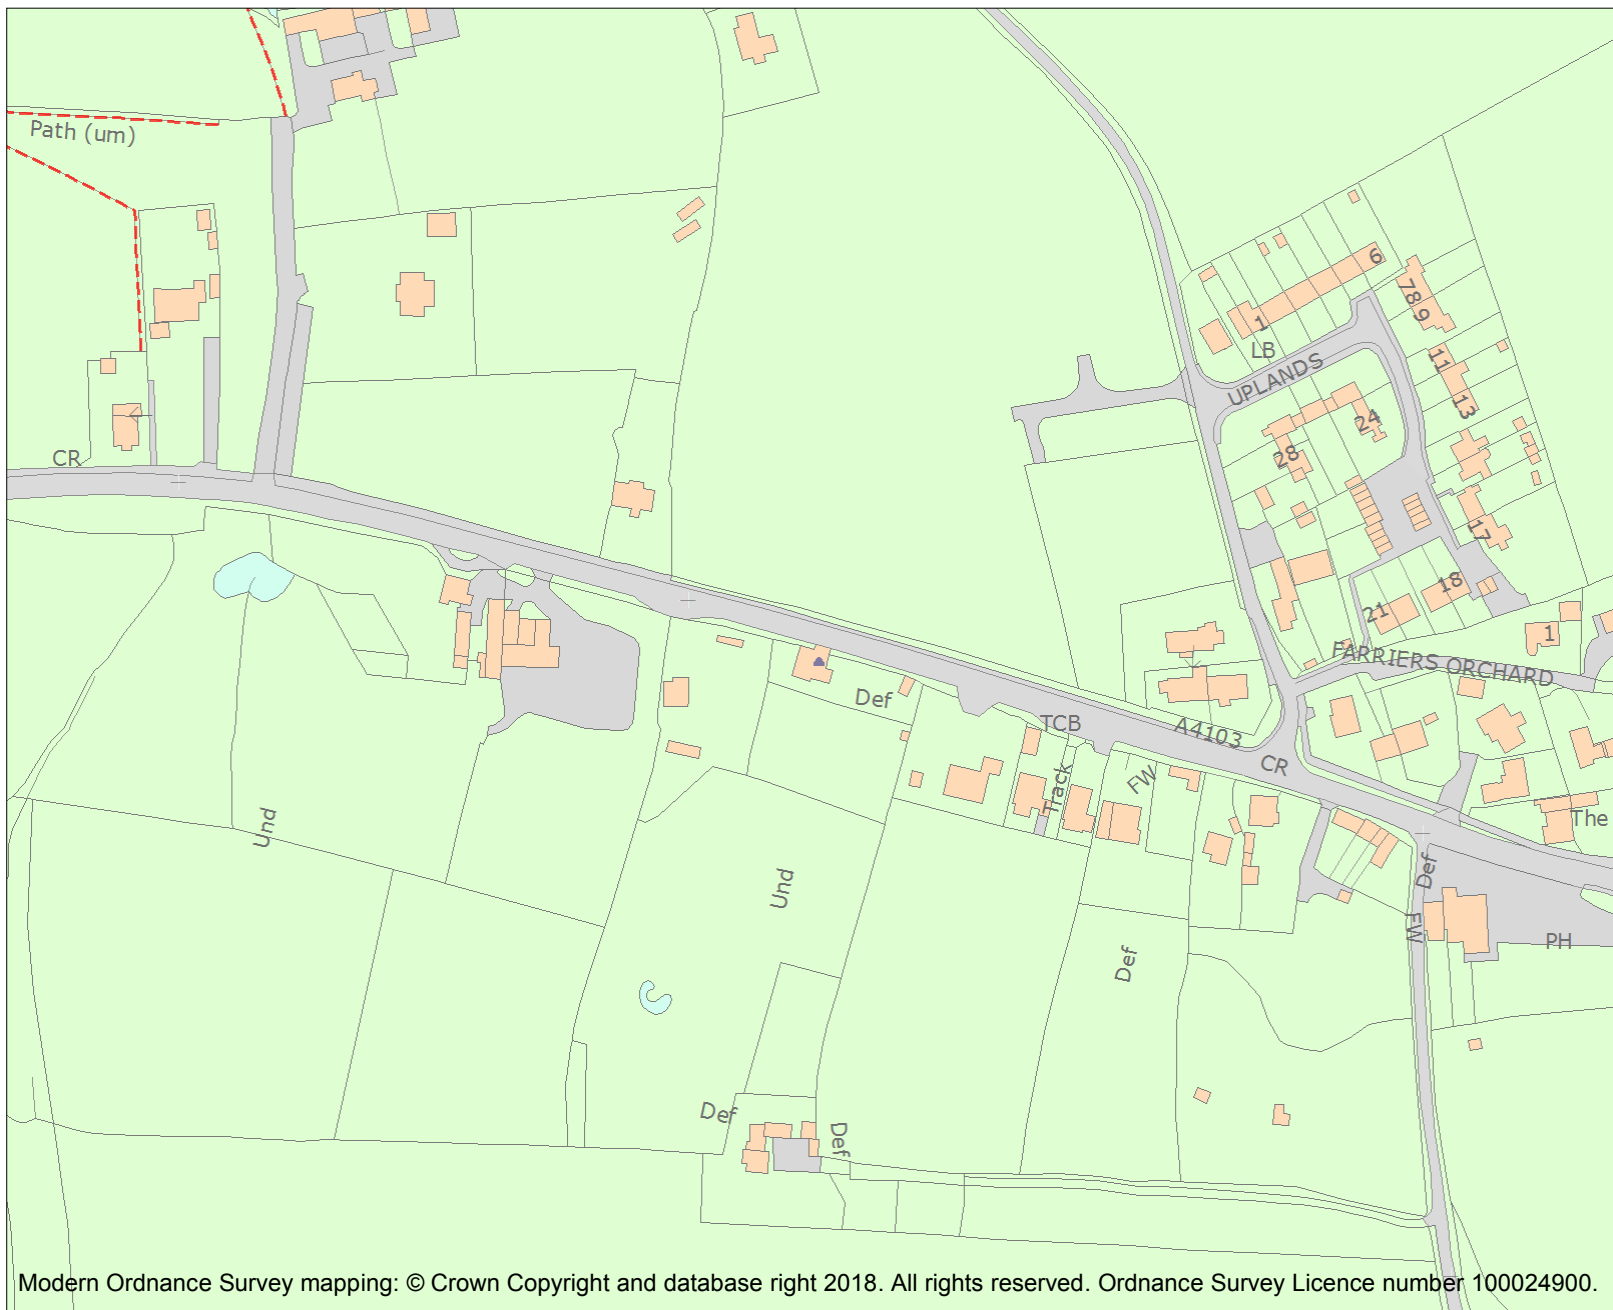 Path (um)
CR
6
7
8
9
1
LB
UPLANDS
11
13
24
28
17
18
21
1
FARRIERS ORCHARD
Def
TCB
A4103
CR
Track
FW
The
Und
Und
Def
FW
PH
Def
Def
Def
Modern Ordnance Survey mapping: © Crown Copyright and database right 2018. All rights reserved. Ordnance Survey Licence number 100024900.